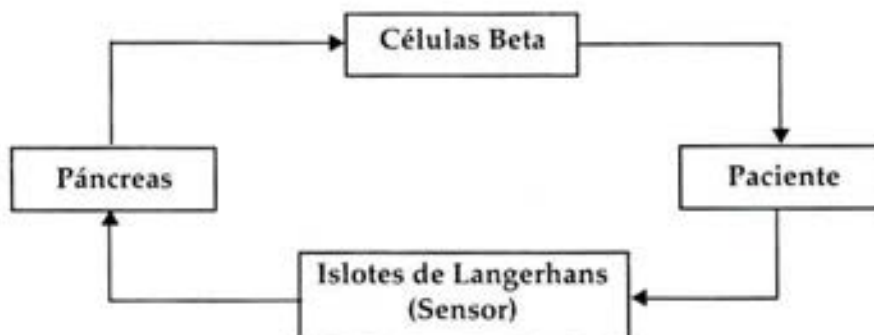 Células Beta
Páncreas
Paciente
Islotes de Langerhans
(Sensor)